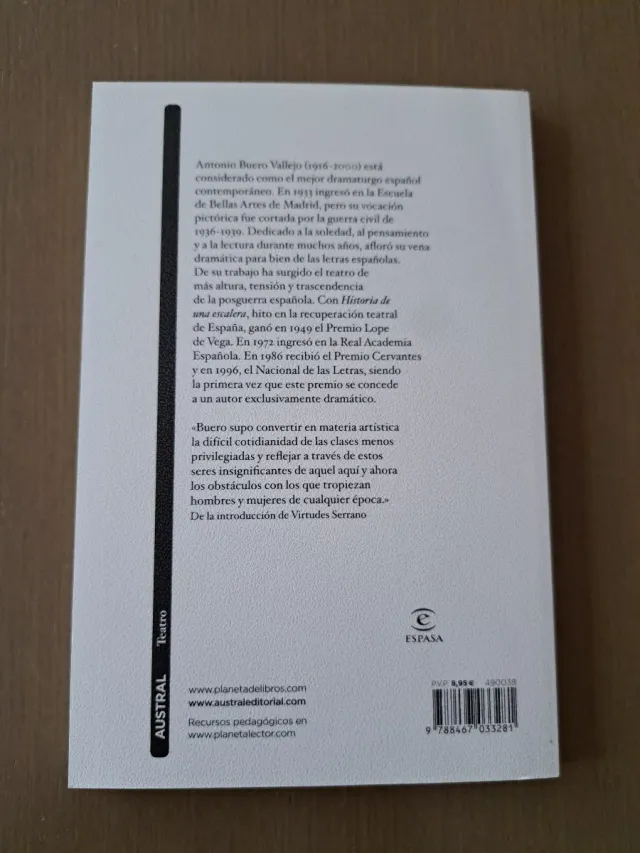 Antonio Buero Vallejo (1916-2000) está
considerado como el mejor dramaturgo español
contemporáneo. En 1933 ingresó en la Escuela
de Bellas Artes de Madrid, pero su vocación
pictórica fue cortada por la guerra civil de
1936-1939. Dedicado a la soledad, al pensamiento
y a la lectura durante muchos años, afloró su vena
dramática para bien de las letras españolas.
De su trabajo ha surgido el teatro de
más altura, tensión y trascendencia
de la posguerra española. Con Historia de
una escalera, hito en la recuperación teatral
de España, ganó en 1949 el Premio Lope
de Vega. En 1972 ingresó en la Real Academia
Española. En 1986 recibió el Premio Cervantes
y en 1996, el Nacional de las Letras, siendo
la primera vez que este premio se concede
a un autor exclusivamente dramático.
«Buero supo convertir en materia artística
la difícil cotidianidad de las clases menos
privilegiadas y reflejar a través de estos
seres insignificantes de aquel aquí y ahora
los obstáculos con los que tropiezan
hombres y mujeres de cualquier época.»
De la introducción de Virtudes Serrano
AUSTRAL Teatro
e
ESPASA
www.planetadelibros.com
www.australeditorial.com
Recursos pedagógicos en
www.planetalector.com
P.V.P. 8,95 € 490038
9 788467 033281